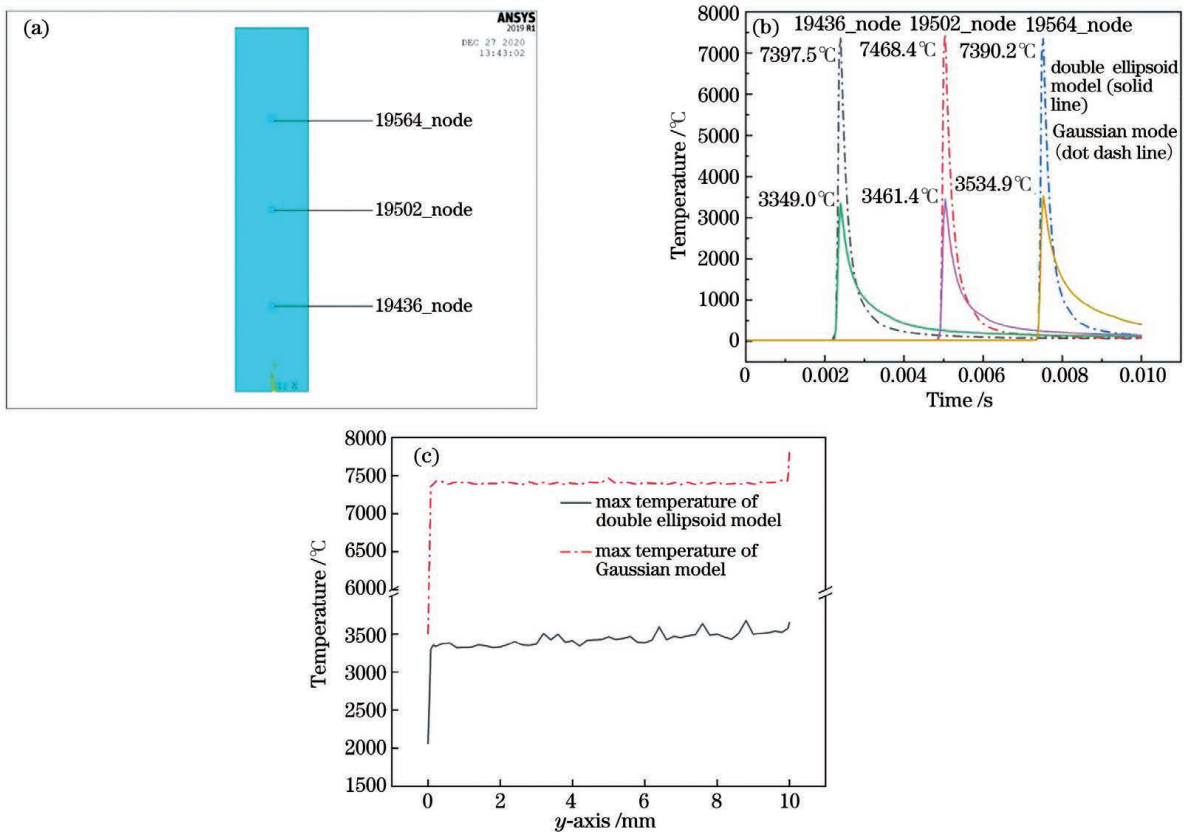 (a)
ANSYS
2019 R1
DEC 27 2020
13:43:02
19564_node
19502_node
19436_node
(b)
19436_node 19502_node 19564_node
7397.5℃
7468.4℃
7390.2℃
double ellipsoid
model (solid
line)
Gaussian mode
(dot dash line)
3349.0℃
3461.4℃
3534.9℃
8000
7000
6000
5000
4000
3000
2000
1000
0
Temperature /℃
0
0.002
0.004
0.006
0.008
0.010
Time /s
(c)
8000
7500
7000
6500
6000
3500
3000
2500
2000
1500
Temperature /℃
max temperature of
double ellipsoid model
max temperature of
Gaussian model
0
2
4
6
8
10
y-axis /mm